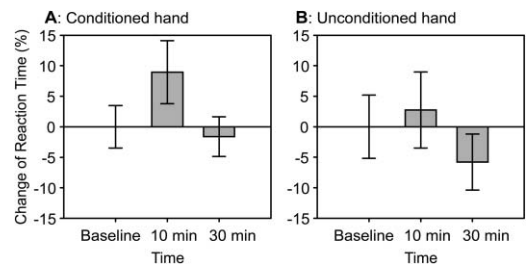 A: Conditioned hand
Change of Reaction Time (%)
15
10
5
0
-5
-10
-15
Baseline 10 min 30 min
Time
B: Unconditioned hand
15
10
5
0
-5
-10
-15
Baseline 10 min 30 min
Time